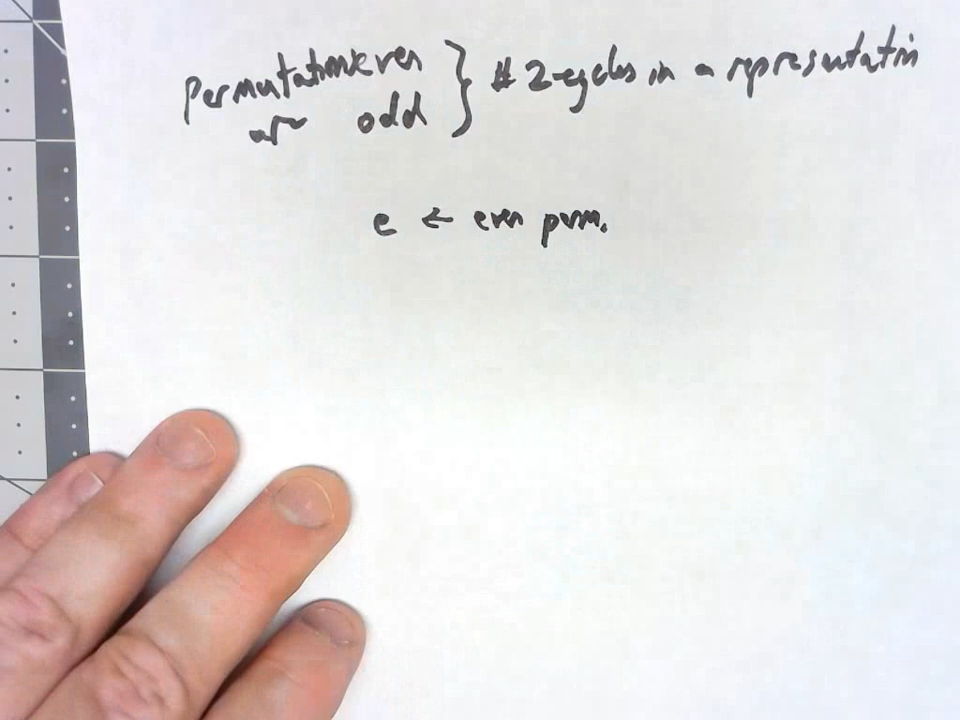 Permutations even } # 2-cycles in a representation
are odd
e ← even perm.